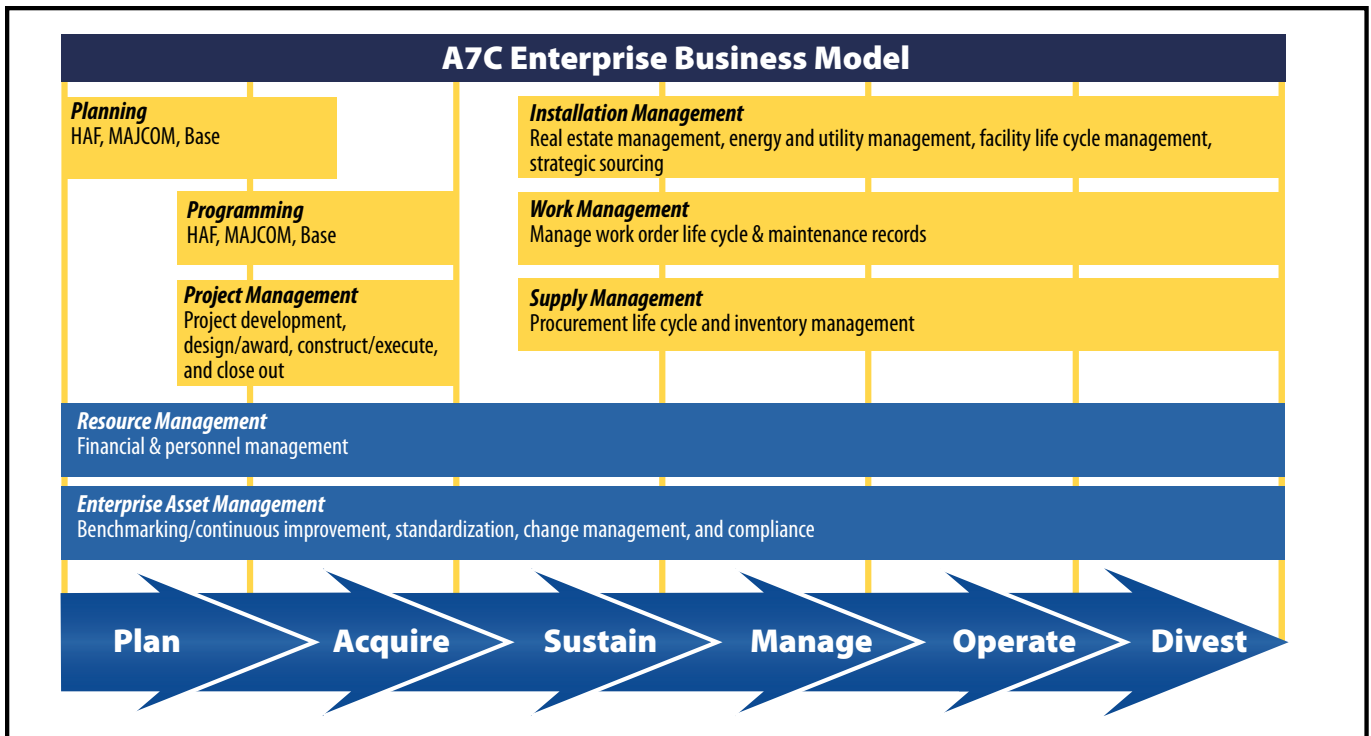 A7C Enterprise Business Model
Planning
HAF, MAJCOM, Base
Programming
HAF, MAJCOM, Base
Project Management
Project development,
design/award, construct/execute,
and close out
Installation Management
Real estate management, energy and utility management, facility life cycle management,
strategic sourcing
Work Management
Manage work order life cycle & maintenance records
Supply Management
Procurement life cycle and inventory management
Resource Management
Financial & personnel management
Enterprise Asset Management
Benchmarking/continuous improvement, standardization, change management, and compliance
Plan
Acquire
Sustain
Manage
Operate
Divest